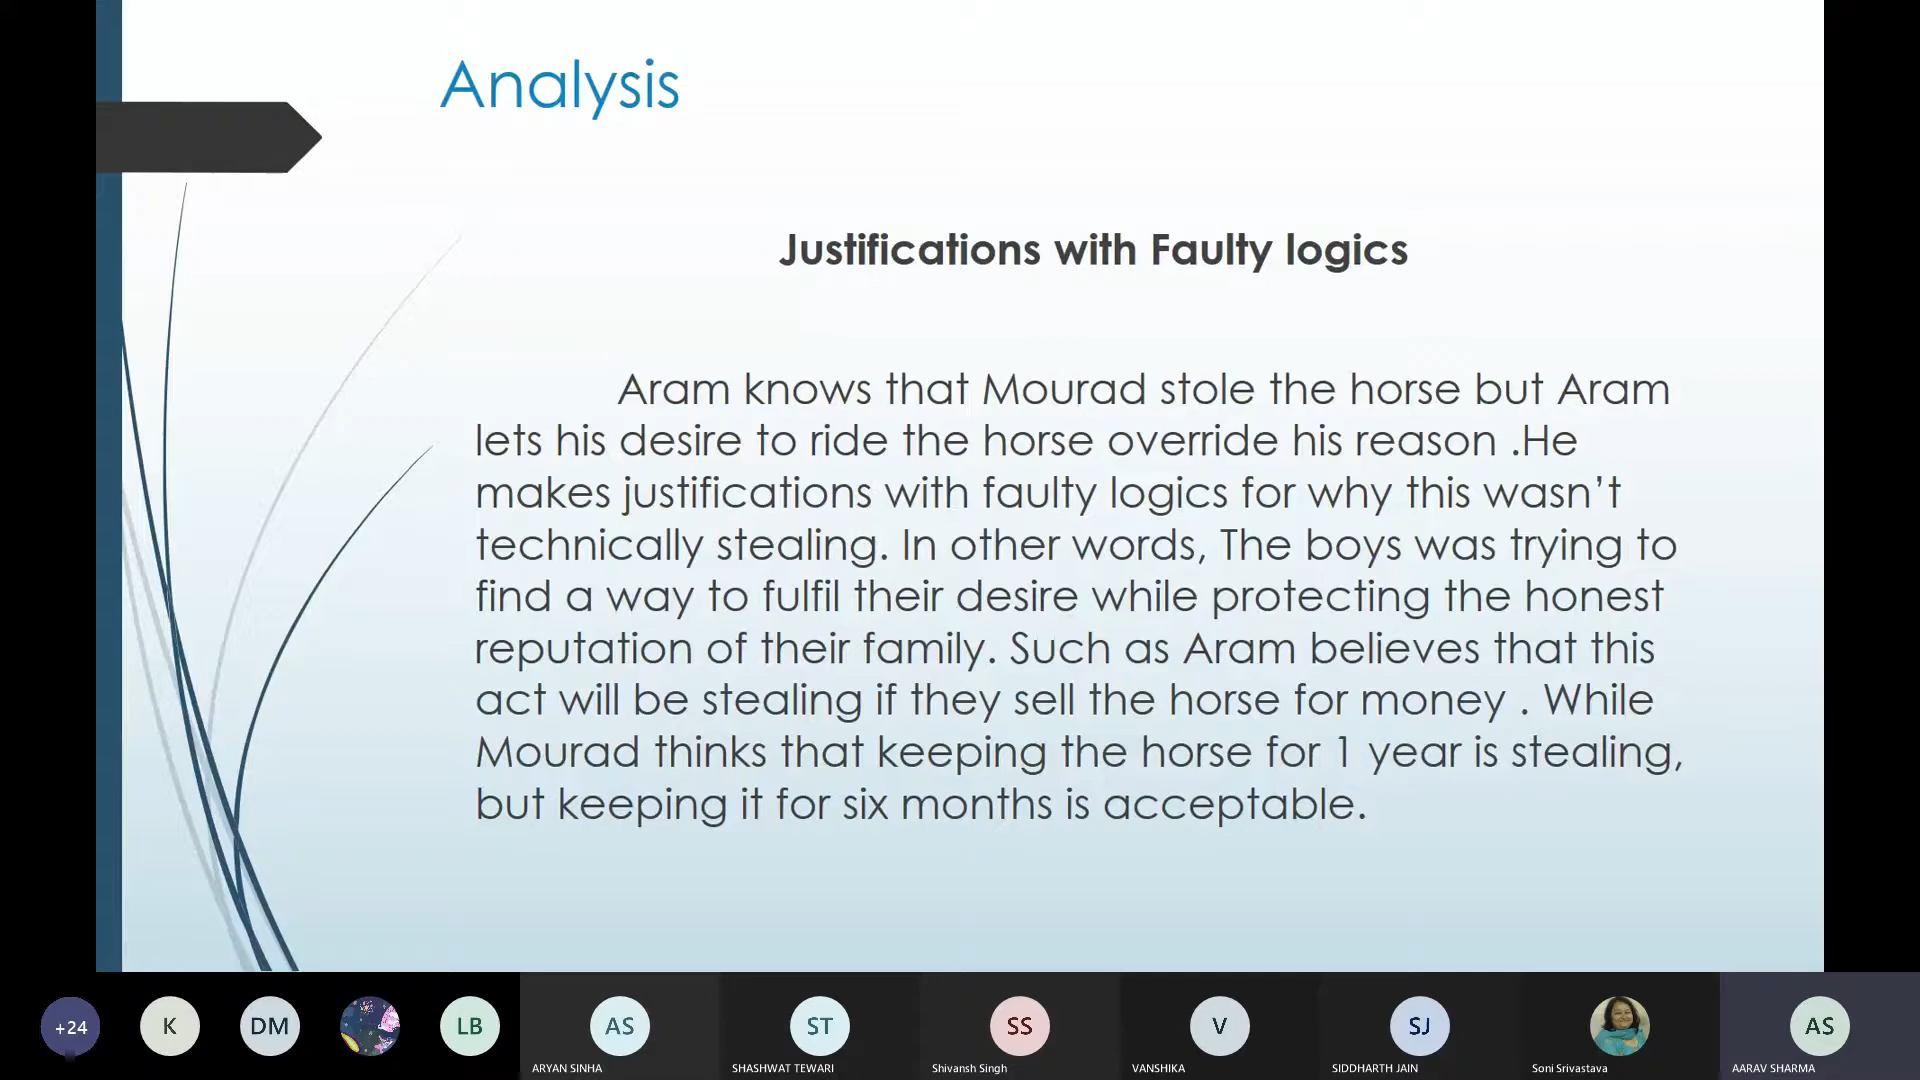 Analysis
Justifications with Faulty logics
Aram knows that Mourad stole the horse but Aram
lets his desire to ride the horse override his reason .He
makes justifications with faulty logics for why this wasn’t
technically stealing. In other words, The boys was trying to
find a way to fulfil their desire while protecting the honest
reputation of their family. Such as Aram believes that this
act will be stealing if they sell the horse for money . While
Mourad thinks that keeping the horse for 1 year is stealing,
but keeping it for six months is acceptable.
+24 K DM LB AS ST SS V SJ AS
ARYAN SINHA SHASHWAT TEWARI Shivansh Singh VANSHIKA SIDDHARTH JAIN Soni Srivastava AARAV SHARMA